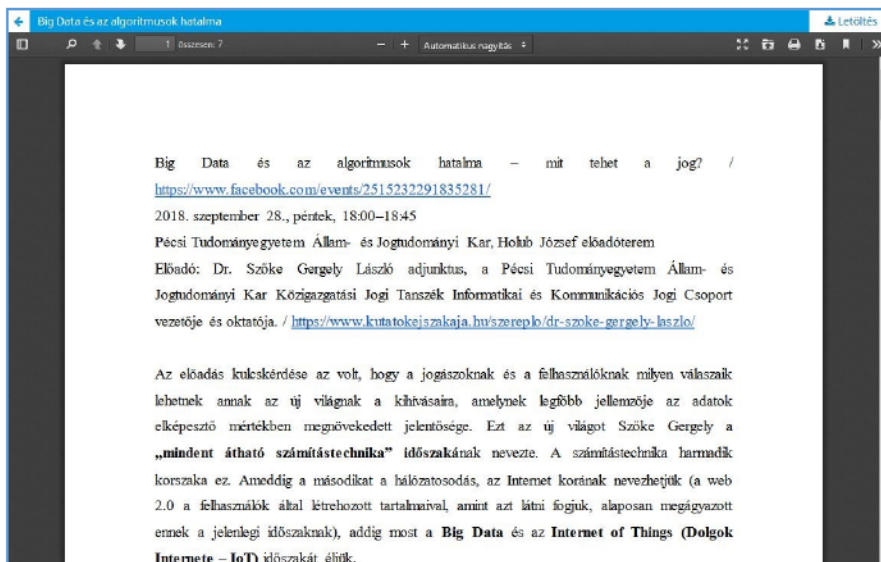 Big Data és az algoritmusok hatalma
Letöltés
1 összesen: 7
− + Automatikus nagyítás
Big Data és az algoritmusok hatalma – mit tehet a jog? /
https://www.facebook.com/events/2515232291835281/
2018. szeptember 28., péntek, 18:00–18:45
Pécsi Tudományegyetem Állam- és Jogtudományi Kar, Holub József előadóterem
Előadó: Dr. Szőke Gergely László adjunktus, a Pécsi Tudományegyetem Állam- és
Jogtudományi Kar Közigazgatási Jogi Tanszék Informatikai és Kommunikációs Jogi Csoport
vezetője és oktatója. / https://www.kutatokejszakaja.hu/szereplo/dr-szoke-gergely-laszlo/
Az előadás kulcskérdése az volt, hogy a jogászoknak és a felhasználóknak milyen válaszaik
lehetnek annak az új világnak a kihívásaira, amelynek legfőbb jellemzője az adatok
elképesztő mértékben megnövekedett jelentősége. Ezt az új világot Szőke Gergely a
„mindent átható számítástechnika” időszakának nevezte. A számítástechnika harmadik
korszaka ez. Ameddig a másodikat a hálózatosodás, az Internet korának nevezhetjük (a web
2.0 a felhasználók által létrehozott tartalmaival, amint azt látni fogjuk, alaposan megágyazott
ennek a jelenlegi időszaknak), addig most a Big Data és az Internet of Things (Dolgok
Internete – IoT) időszakát éljük.